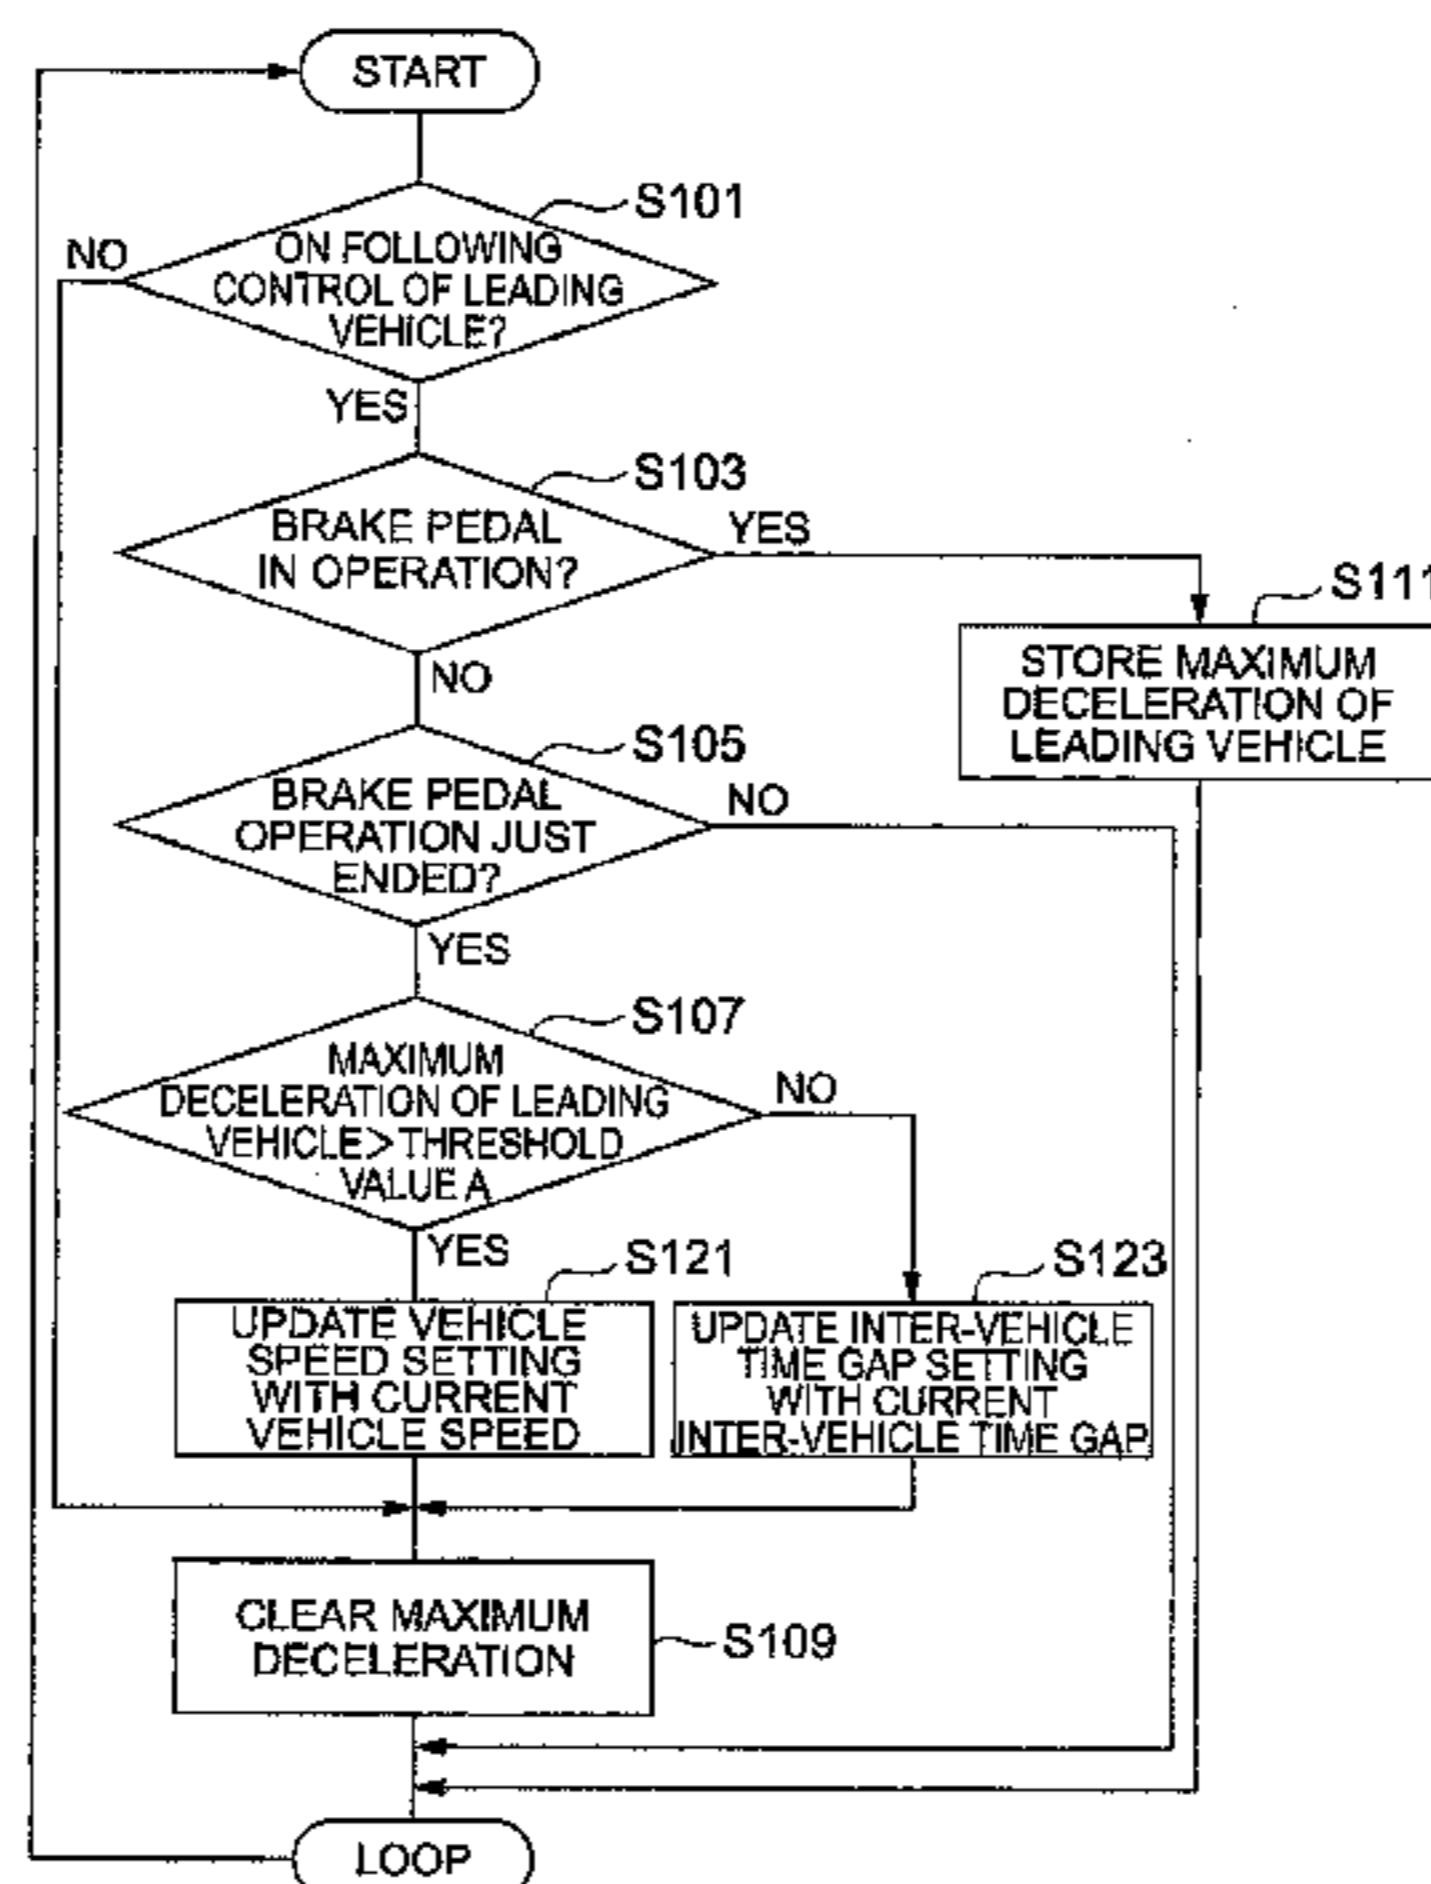 START
S101
NO
ON FOLLOWING
CONTROL OF LEADING
VEHICLE?
YES
S103
BRAKE PEDAL
IN OPERATION?
YES
S111
STORE MAXIMUM
DECELERATION OF
LEADING VEHICLE
NO
S105
BRAKE PEDAL
OPERATION JUST
ENDED?
NO
YES
S107
MAXIMUM
DECELERATION OF LEADING
VEHICLE>THRESHOLD
VALUE A
NO
YES
S121
UPDATE VEHICLE
SPEED SETTING
WITH CURRENT
VEHICLE SPEED
S123
UPDATE INTER-VEHICLE
TIME GAP SETTING
WITH CURRENT
INTER-VEHICLE TIME GAP
CLEAR MAXIMUM
DECELERATION
S109
LOOP